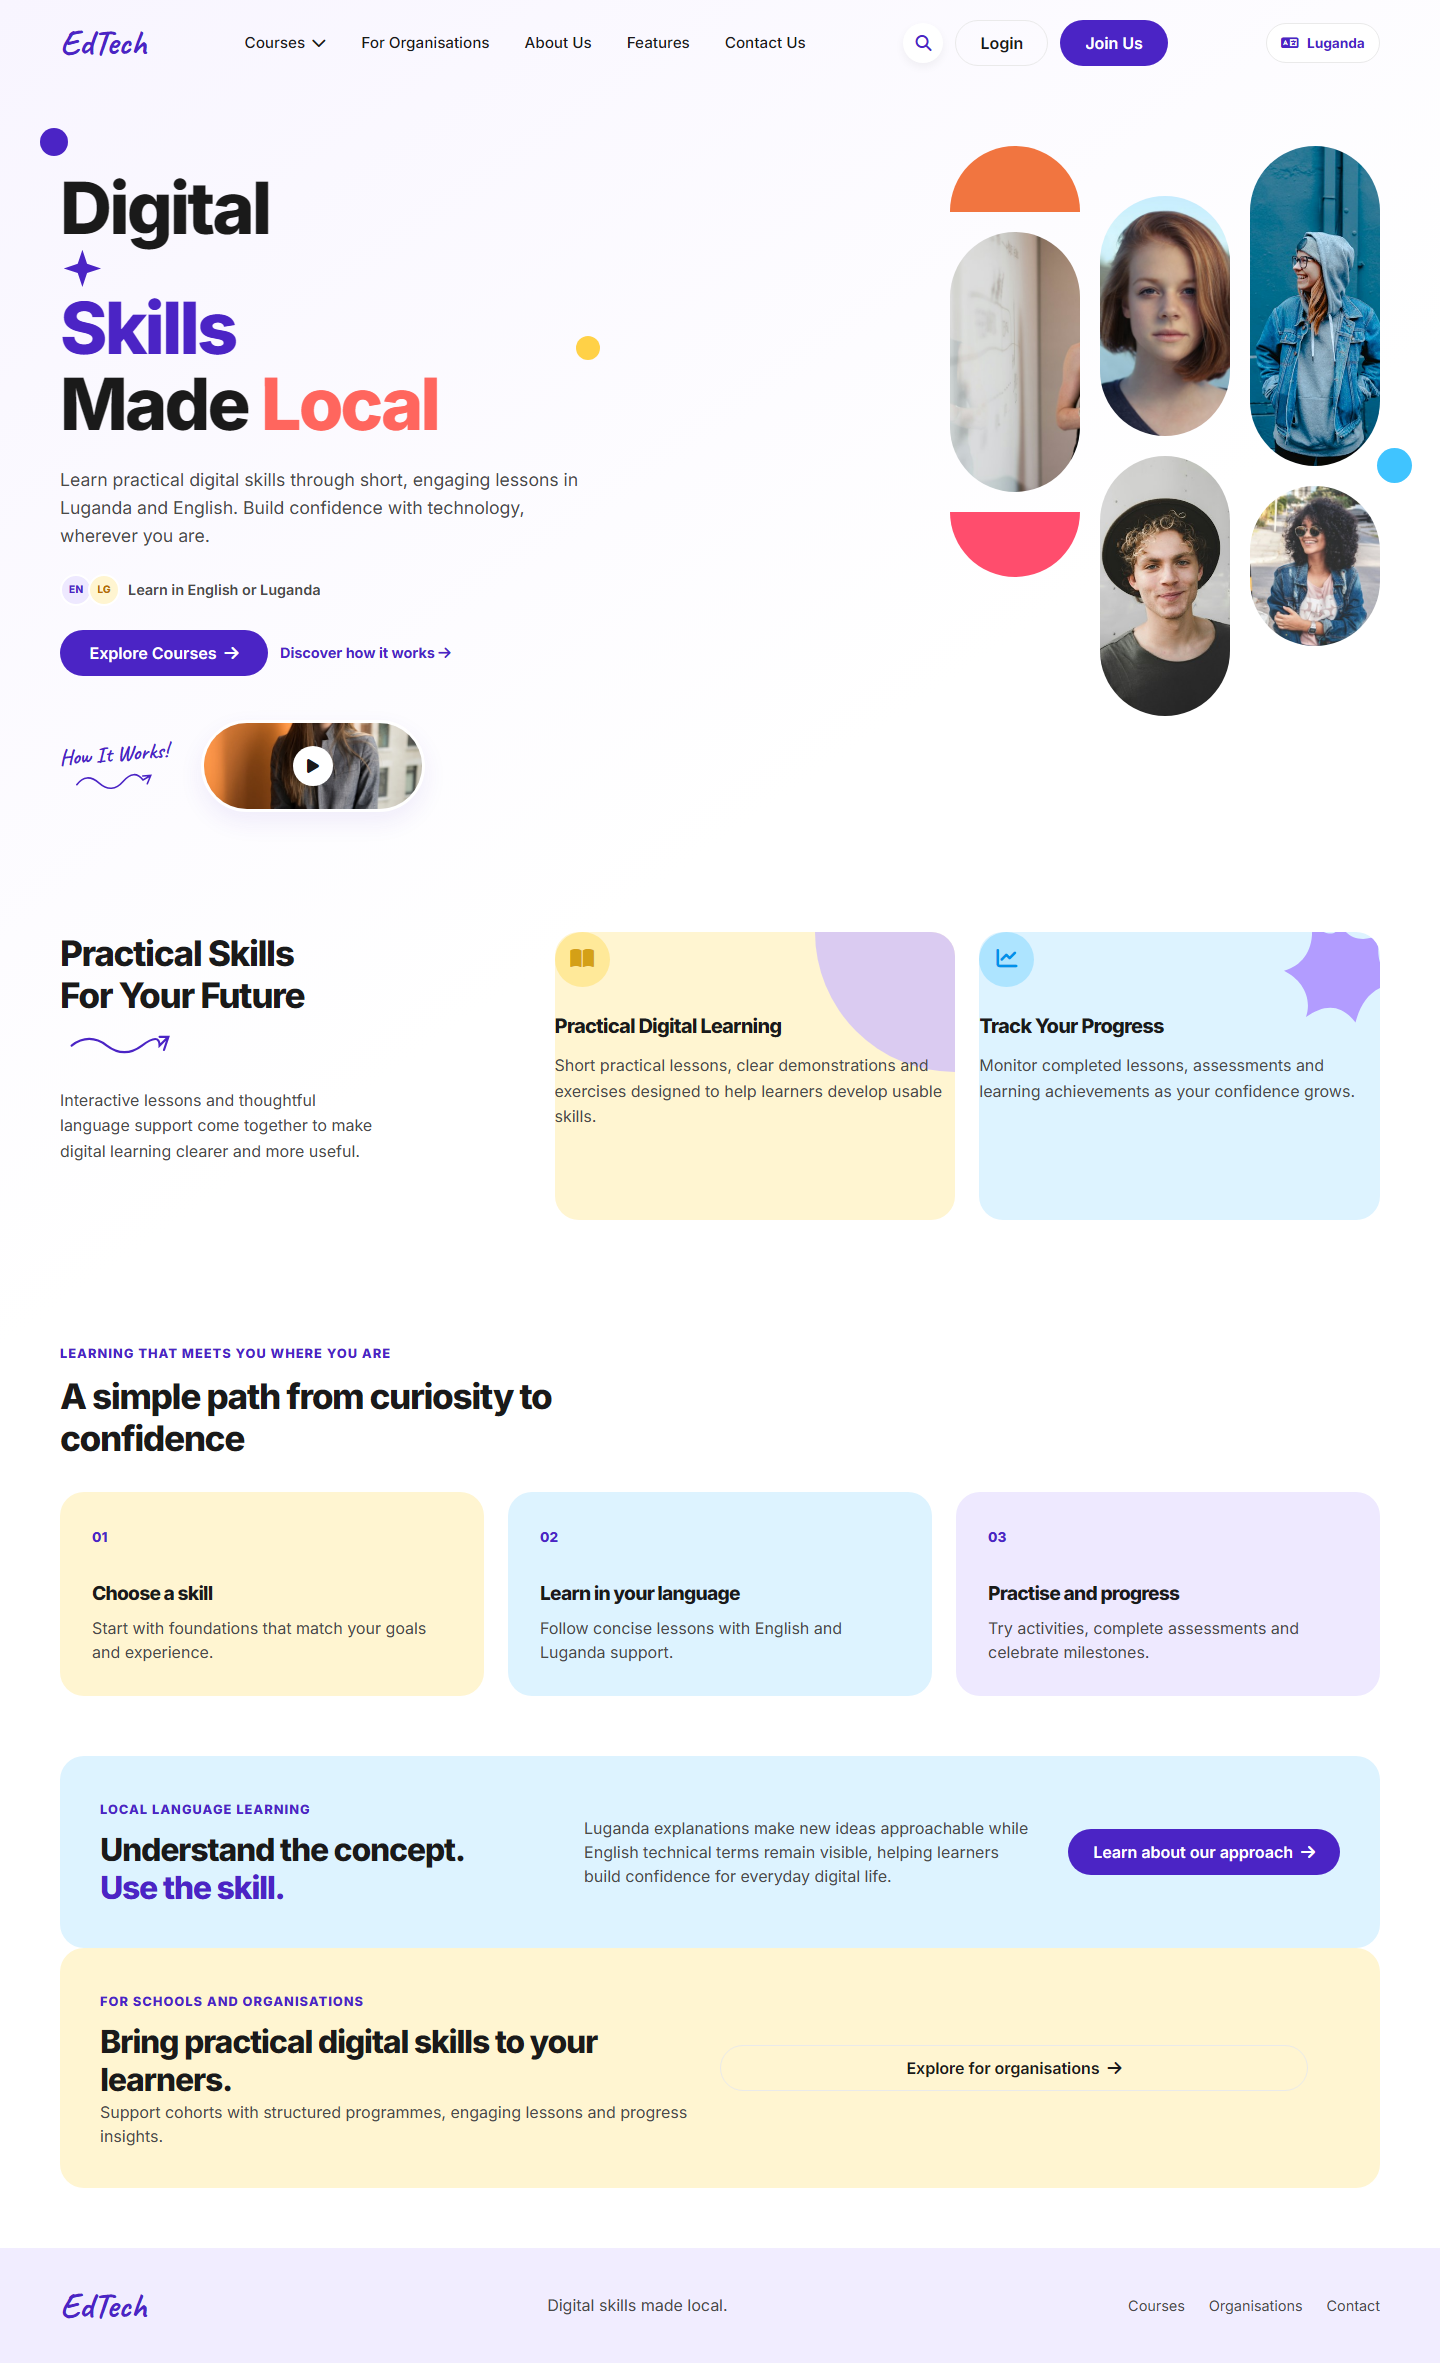 EdTech
Courses
For Organisations
About Us
Features
Contact Us
Login
Join Us
Luganda
Digital
Skills
Made Local
Learn practical digital skills through short, engaging lessons in
Luganda and English. Build confidence with technology,
wherever you are.
EN
LG
Learn in English or Luganda
Explore Courses
Discover how it works
How It Works!
Practical Skills
For Your Future
Interactive lessons and thoughtful
language support come together to make
digital learning clearer and more useful.
Practical Digital Learning
Short practical lessons, clear demonstrations and
exercises designed to help learners develop usable
skills.
Track Your Progress
Monitor completed lessons, assessments and
learning achievements as your confidence grows.
LEARNING THAT MEETS YOU WHERE YOU ARE
A simple path from curiosity to
confidence
01
Choose a skill
Start with foundations that match your goals
and experience.
02
Learn in your language
Follow concise lessons with English and
Luganda support.
03
Practise and progress
Try activities, complete assessments and
celebrate milestones.
LOCAL LANGUAGE LEARNING
Understand the concept.
Use the skill.
Luganda explanations make new ideas approachable while
English technical terms remain visible, helping learners
build confidence for everyday digital life.
Learn about our approach
FOR SCHOOLS AND ORGANISATIONS
Bring practical digital skills to your
learners.
Support cohorts with structured programmes, engaging lessons and progress
insights.
Explore for organisations
EdTech
Digital skills made local.
Courses
Organisations
Contact